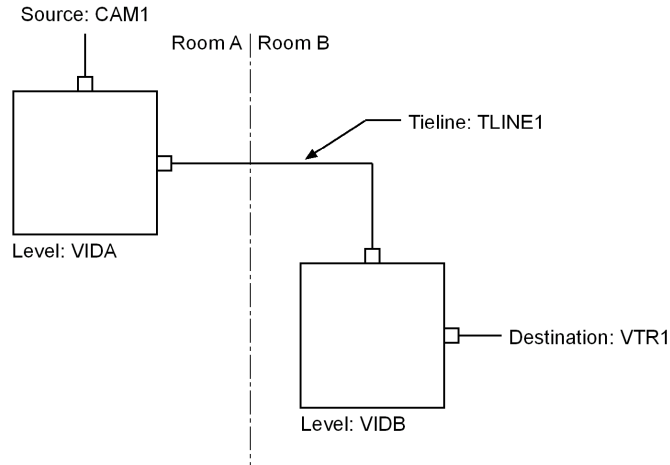 Source: CAM1
Room A
Room B
Tieline: TLINE1
Level: VIDA
Destination: VTR1
Level: VIDB